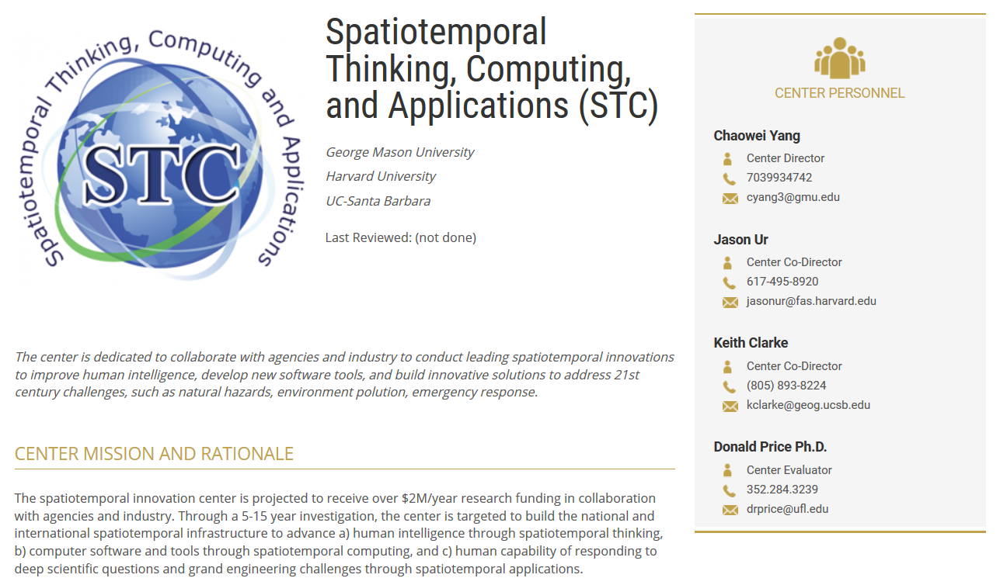 Spatiotemporal Thinking, Computing and Applications
STC
Spatiotemporal
Thinking, Computing,
and Applications (STC)
George Mason University
Harvard University
UC-Santa Barbara
Last Reviewed: (not done)
The center is dedicated to collaborate with agencies and industry to conduct leading spatiotemporal innovations
to improve human intelligence, develop new software tools, and build innovative solutions to address 21st
century challenges, such as natural hazards, environment polution, emergency response.
CENTER MISSION AND RATIONALE
The spatiotemporal innovation center is projected to receive over $2M/year research funding in collaboration
with agencies and industry. Through a 5-15 year investigation, the center is targeted to build the national and
international spatiotemporal infrastructure to advance a) human intelligence through spatiotemporal thinking,
b) computer software and tools through spatiotemporal computing, and c) human capability of responding to
deep scientific questions and grand engineering challenges through spatiotemporal applications.
CENTER PERSONNEL
Chaowei Yang
Center Director
7039934742
cyang3@gmu.edu
Jason Ur
Center Co-Director
617-495-8920
jasonur@fas.harvard.edu
Keith Clarke
Center Co-Director
(805) 893-8224
kclarke@geog.ucsb.edu
Donald Price Ph.D.
Center Evaluator
352.284.3239
drprice@ufl.edu